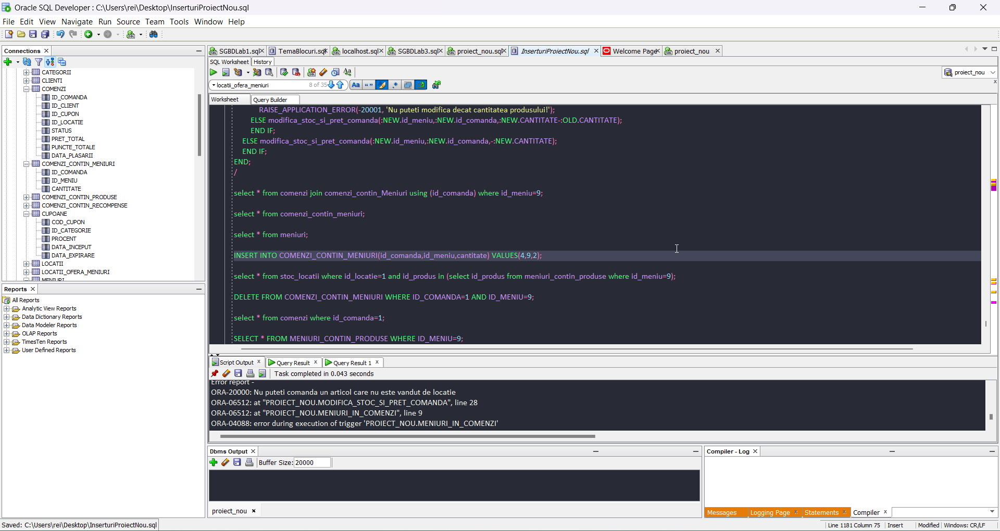 Oracle SQL Developer : C:\Users\rei\Desktop\InserturiProiectNou.sql
File Edit View Navigate Run Source Team Tools Window Help
Connections
CATEGORII
CLIENTI
COMENZI
ID_COMANDA
ID_CLIENT
ID_CUPON
ID_LOCATIE
STATUS
PRET_TOTAL
PUNCTE_TOTALE
DATA_PLASARII
COMENZI_CONTIN_MENIURI
ID_COMANDA
ID_MENIU
CANTITATE
COMENZI_CONTIN_PRODUSE
COMENZI_CONTIN_RECOMPENSE
CUPOANE
COD_CUPON
ID_CATEGORIE
PROCENT
DATA_INCEPUT
DATA_EXPIRARE
LOCATII
LOCATII_OFERA_MENIURI
MENIURI
Reports
All Reports
Analytic View Reports
Data Dictionary Reports
Data Modeler Reports
OLAP Reports
TimesTen Reports
User Defined Reports
SGBDLab1.sql TemaBlocuri.sql localhost.sql SGBDLab3.sql proiect_nou.sql InserturiProiectNou.sql Welcome Page proiect_nou
SQL Worksheet History
Aa
proiect_nou
locatii_ofera_meniuri 8 of 35 Aa “ ” .*
Worksheet Query Builder
RAISE_APPLICATION_ERROR(-20001, 'Nu puteti modifica decat cantitatea produsului!');
ELSE modifica_stoc_si_pret_comanda(:NEW.id_meniu,:NEW.id_comanda,:NEW.CANTITATE-:OLD.CANTITATE);
END IF;
ELSE modifica_stoc_si_pret_comanda(:NEW.id_meniu,:NEW.id_comanda,-:NEW.CANTITATE);
END IF;
END;
/
select * from comenzi join comenzi_contin_Meniuri using (id_comanda) where id_meniu=9;
select * from comenzi_contin_meniuri;
select * from meniuri;
INSERT INTO COMENZI_CONTIN_MENIURI(id_comanda,id_meniu,cantitate) VALUES(4,9,2);
select * from stoc_locatii where id_locatie=1 and id_produs in (select id_produs from meniuri_contin_produse where id_meniu=9);
DELETE FROM COMENZI_CONTIN_MENIURI WHERE ID_COMANDA=1 AND ID_MENIU=9;
select * from comenzi where id_comanda=1;
SELECT * FROM MENIURI_CONTIN_PRODUSE WHERE ID_MENIU=9;
Script Output Query Result Query Result 1
Task completed in 0.043 seconds
Error report -
ORA-20000: Nu puteti comanda un articol care nu este vandut de locatie
ORA-06512: at "PROIECT_NOU.MODIFICA_STOC_SI_PRET_COMANDA", line 28
ORA-06512: at "PROIECT_NOU.MENIURI_IN_COMENZI", line 9
ORA-04088: error during execution of trigger 'PROIECT_NOU.MENIURI_IN_COMENZI'
Dbms Output
Buffer Size: 20000
proiect_nou
Compiler - Log
Messages Logging Page Statements Compiler
Saved: C:\Users\rei\Desktop\InserturiProiectNou.sql
Line 1181 Column 75 Insert Modified Windows: CR/LF